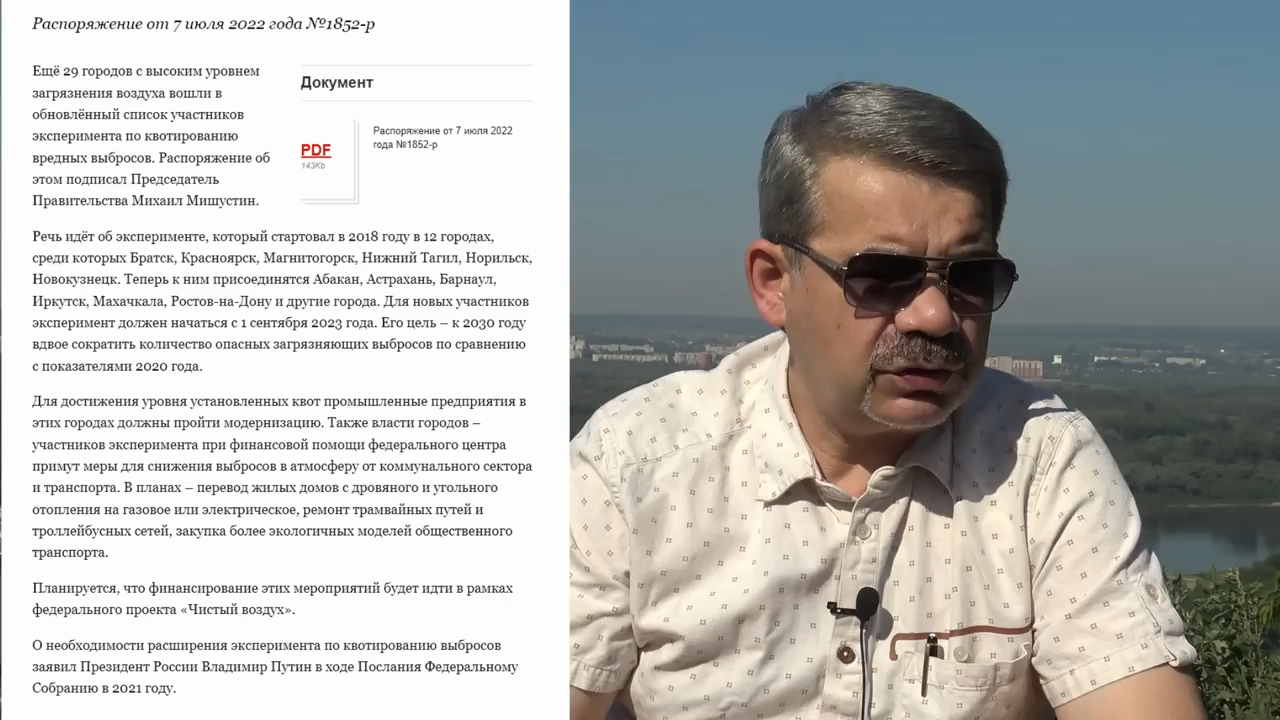 Распоряжение от 7 июля 2022 года №1852-р
Ещё 29 городов с высоким уровнем
загрязнения воздуха вошли в
обновлённый список участников
эксперимента по квотированию
вредных выбросов. Распоряжение об
этом подписал Председатель
Правительства Михаил Мишустин.
Документ
PDF
143Kb
Распоряжение от 7 июля 2022
года №1852-р
Речь идёт об эксперименте, который стартовал в 2018 году в 12 городах,
среди которых Братск, Красноярск, Магнитогорск, Нижний Тагил, Норильск,
Новокузнецк. Теперь к ним присоединятся Абакан, Астрахань, Барнаул,
Иркутск, Махачкала, Ростов-на-Дону и другие города. Для новых участников
эксперимент должен начаться с 1 сентября 2023 года. Его цель – к 2030 году
вдвое сократить количество опасных загрязняющих выбросов по сравнению
с показателями 2020 года.
Для достижения уровня установленных квот промышленные предприятия в
этих городах должны пройти модернизацию. Также власти городов –
участников эксперимента при финансовой помощи федерального центра
примут меры для снижения выбросов в атмосферу от коммунального сектора
и транспорта. В планах – перевод жилых домов с дровяного и угольного
отопления на газовое или электрическое, ремонт трамвайных путей и
троллейбусных сетей, закупка более экологичных моделей общественного
транспорта.
Планируется, что финансирование этих мероприятий будет идти в рамках
федерального проекта «Чистый воздух».
О необходимости расширения эксперимента по квотированию выбросов
заявил Президент России Владимир Путин в ходе Послания Федеральному
Собранию в 2021 году.